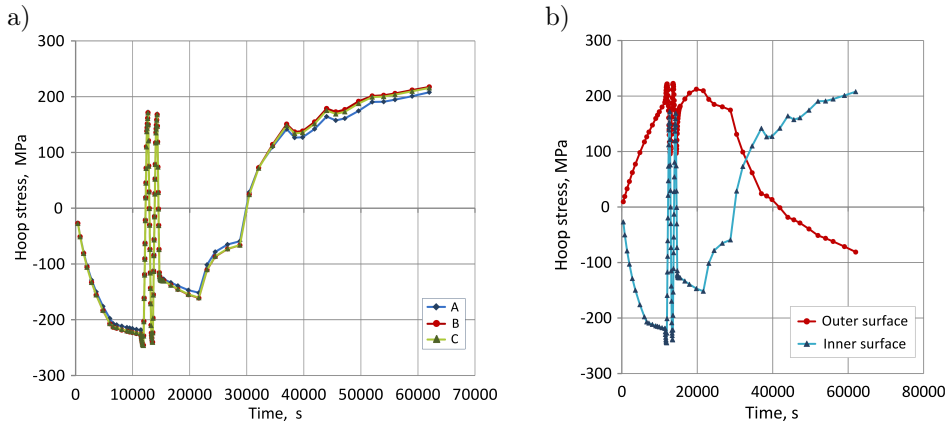 a)
300
200
100
0
-100
-200
-300
Hoop stress, MPa
0 10000 20000 30000 40000 50000 60000 70000
Time, s
A
B
C
b)
300
200
100
0
-100
-200
-300
Hoop stress, MPa
0 20000 40000 60000 80000
Time, s
Outer surface
Inner surface